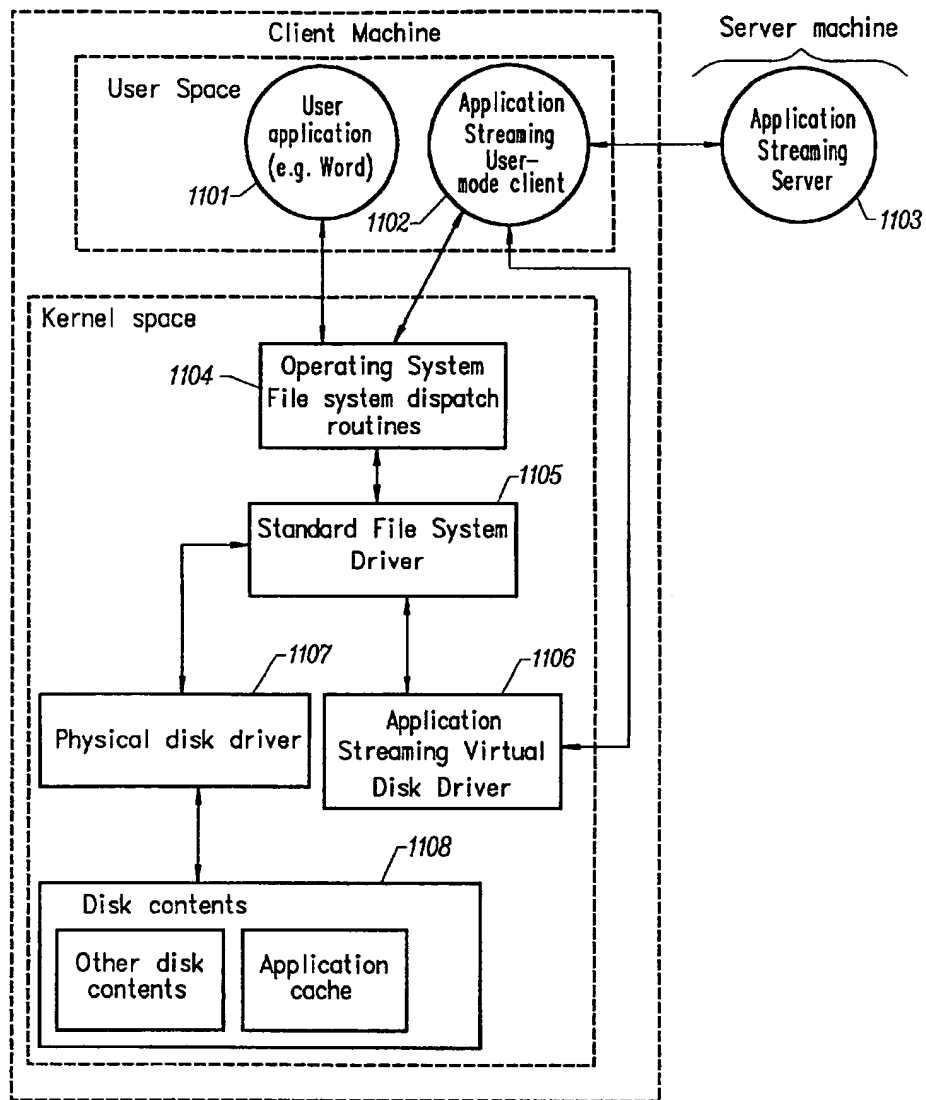 Client Machine
Server machine
User Space
User
application
(e.g. Word)
1101
Application
Streaming
User-
mode client
1102
Application
Streaming
Server
1103
Kernel space
1104
Operating System
File system dispatch
routines
1105
Standard File System
Driver
1107
Physical disk driver
1106
Application
Streaming Virtual
Disk Driver
1108
Disk contents
Other disk
contents
Application
cache